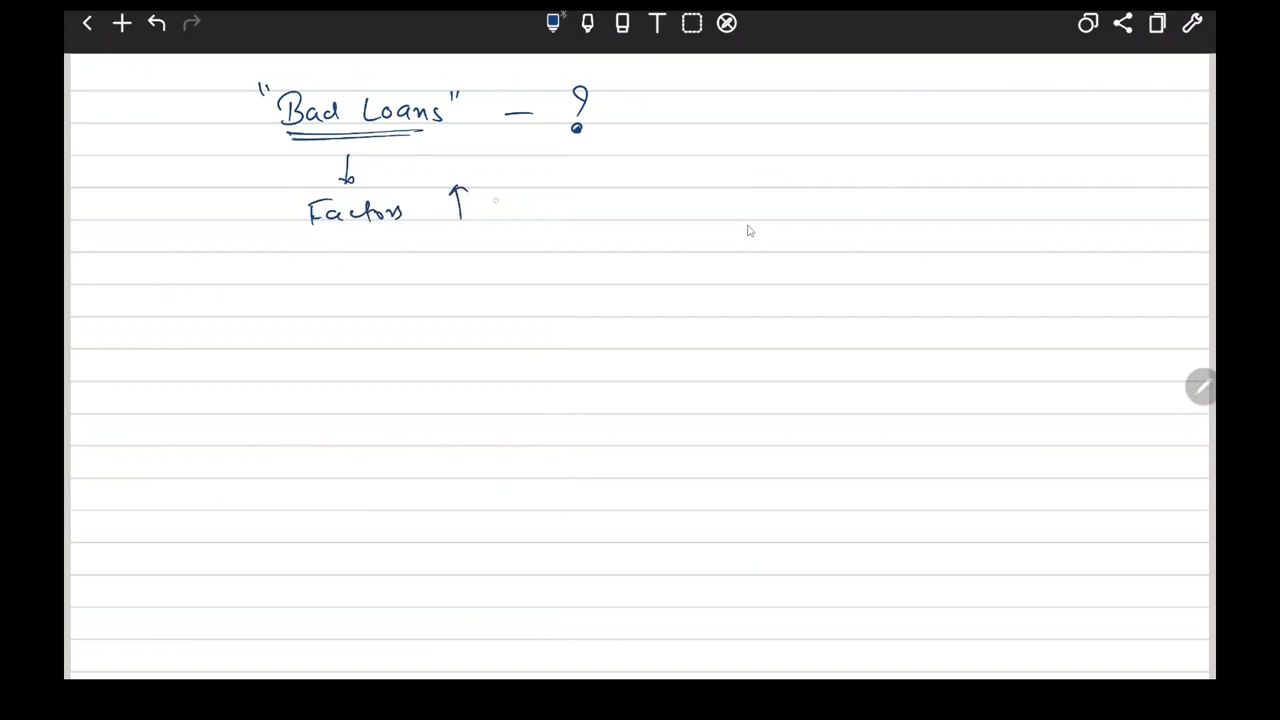 "Bad Loans" - ?
↓
Factors ↑